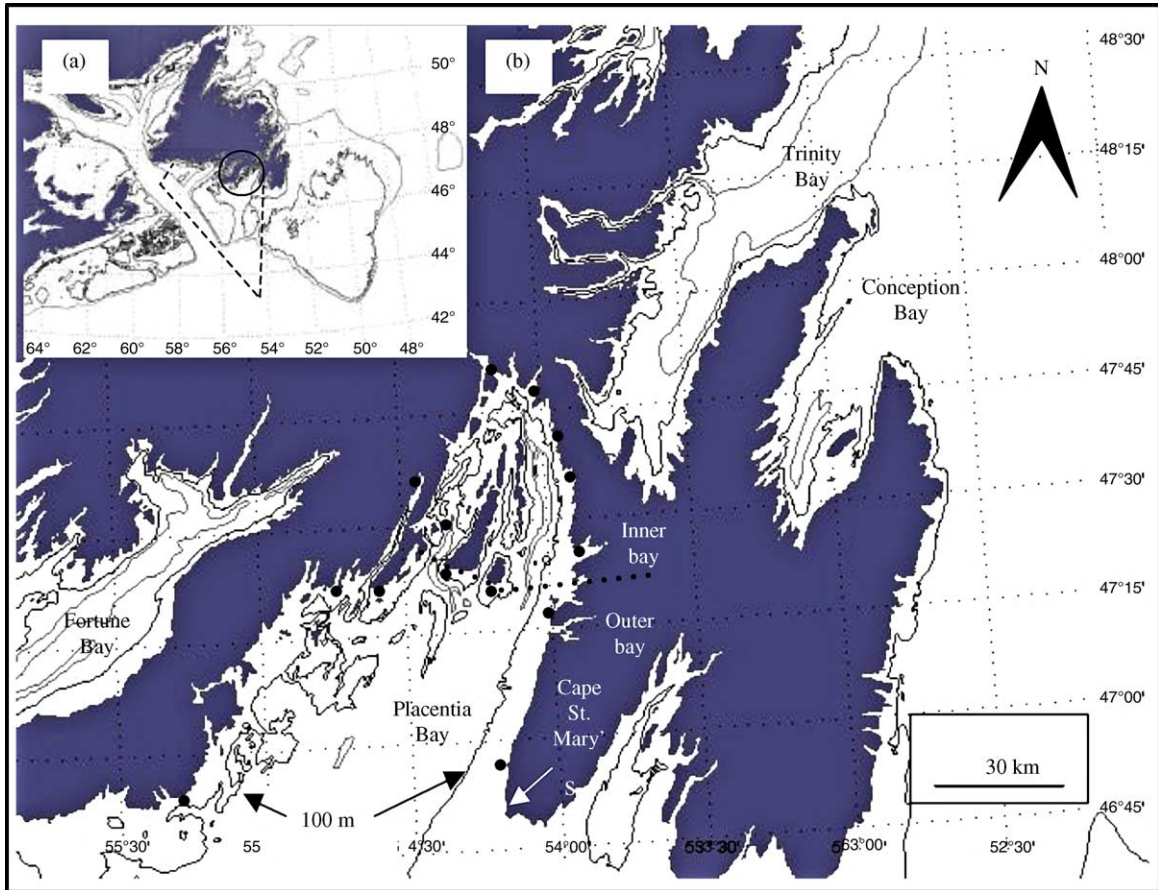 (a)
50°
48°
46°
44°
42°
64° 62° 60° 58° 56° 54° 52° 50° 48°
(b)
N
48°30'
48°15'
48°00'
47°45'
47°30'
47°15'
47°00'
46°45'
Trinity
Bay
Conception
Bay
Inner
bay
Outer
bay
Fortune
Bay
Placentia
Bay
Cape
St.
Mary'
S
100 m
30 km
55°30' 55 54°00' 52°30'